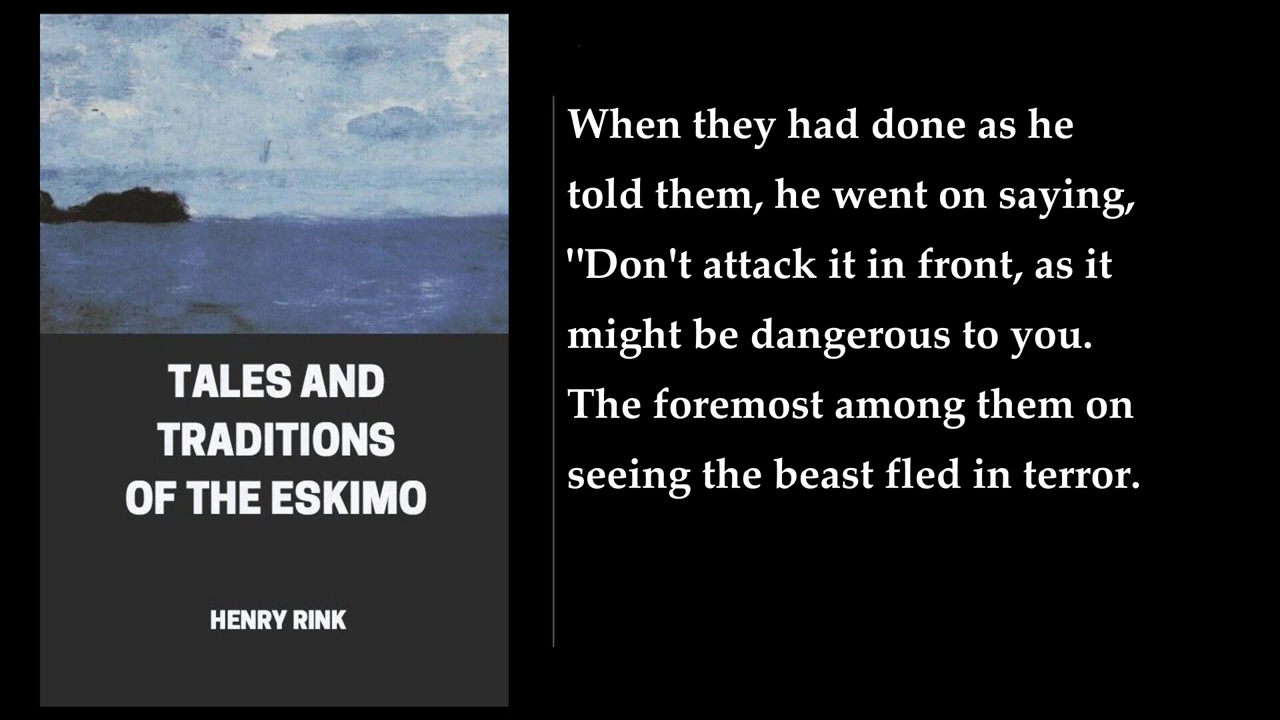 TALES AND
TRADITIONS
OF THE ESKIMO
HENRY RINK
When they had done as he
told them, he went on saying,
"Don't attack it in front, as it
might be dangerous to you.
The foremost among them on
seeing the beast fled in terror.